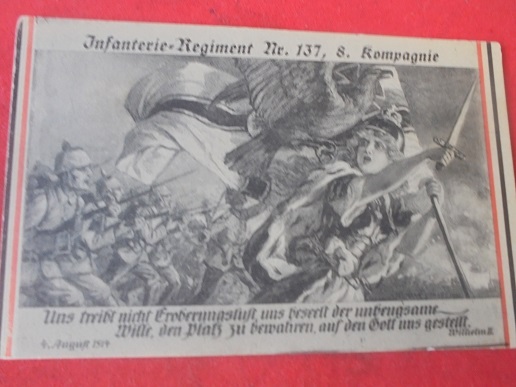 Infanterie-Regiment Nr. 137, 8. Kompagnie
Uns treibt nicht Eroberungslust, uns beseelt der unbeugsame
Wille, den Platz zu bewahren, auf den Gott uns gestellt.
Wilhelm II.
4. August 1914